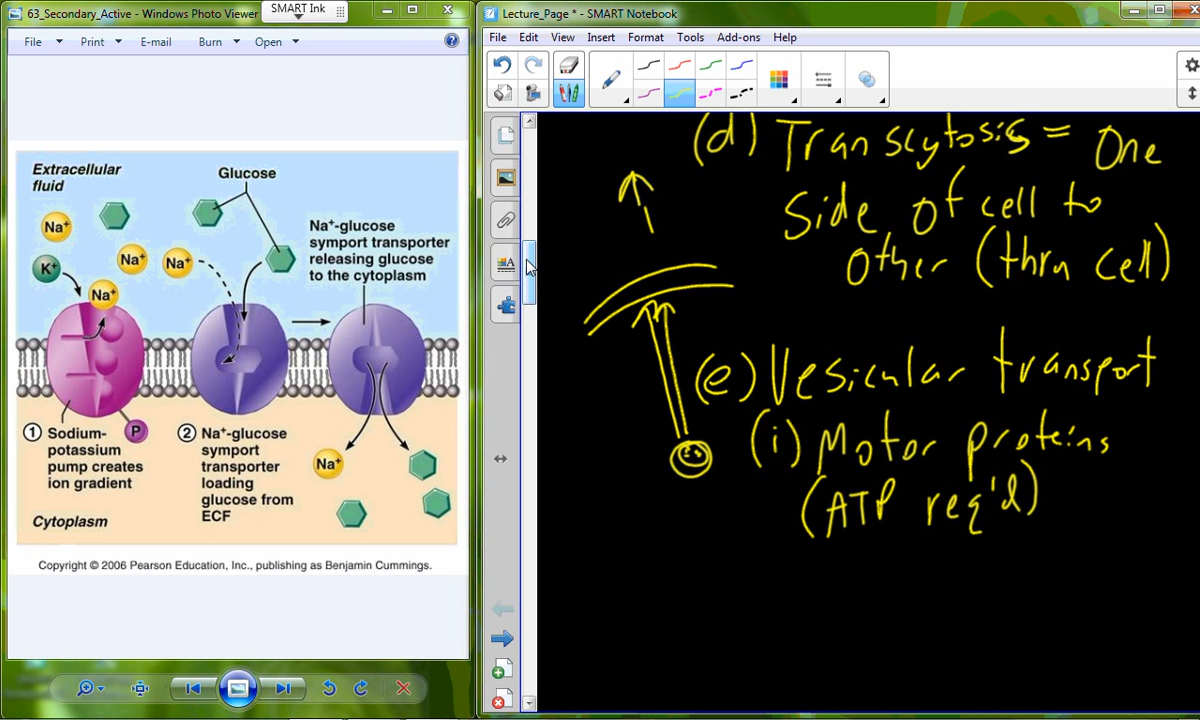 63_Secondary_Active - Windows Photo Viewer
SMART Ink
File Print E-mail Burn Open
Extracellular
fluid
Glucose
Na⁺
Na⁺
Na⁺
K⁺
Na⁺
Na⁺-glucose
symport transporter
releasing glucose
to the cytoplasm
P
① Sodium-
potassium
pump creates
ion gradient
② Na⁺-glucose
symport
transporter
loading
glucose from
ECF
Na⁺
Cytoplasm
Copyright © 2006 Pearson Education, Inc., publishing as Benjamin Cummings.
Lecture_Page * - SMART Notebook
File Edit View Insert Format Tools Add-ons Help
(d) Transcytosis = One
side of cell to
other (thru cell)
(e) Vesicular transport
(i) Motor proteins
(ATP req'd)